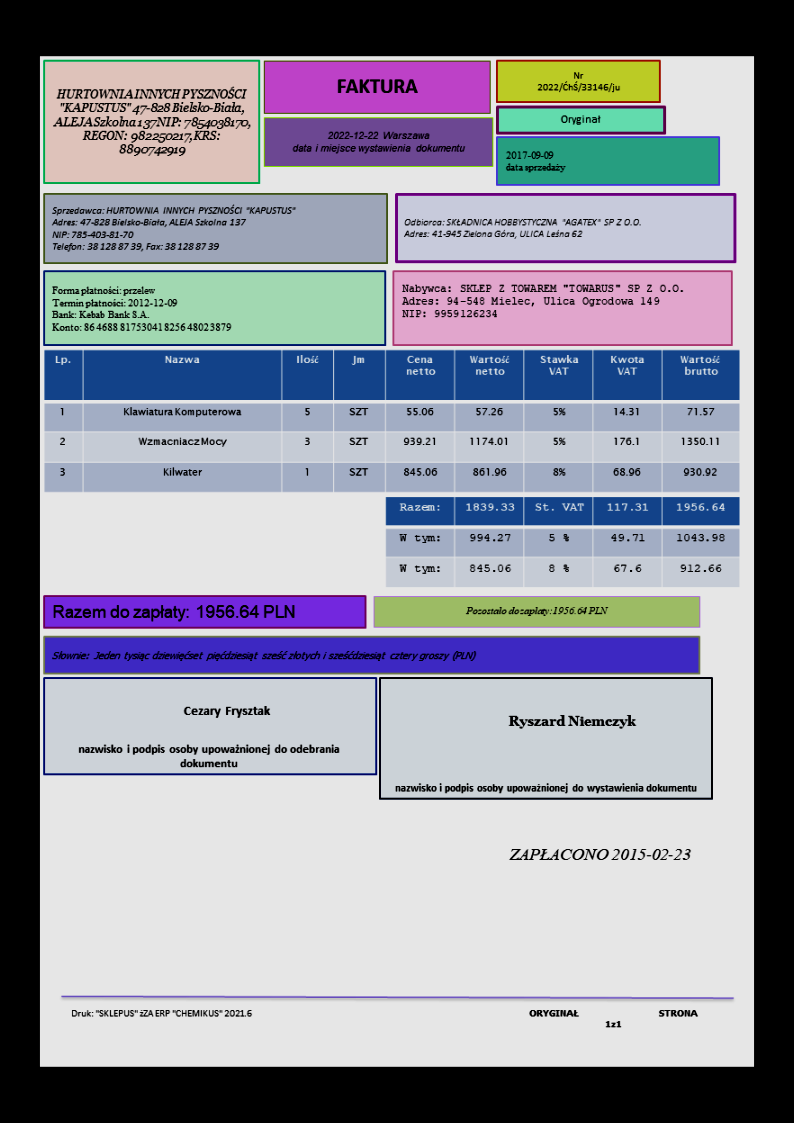 HURTOWNIA INNYCH PYSZNOŚCI
"KAPUSTUS" 47-828 Bielsko-Biała,
ALEJA Szkolna 137 NIP: 7854038170,
REGON: 982250217, KRS:
8890742919
FAKTURA
2022-12-22 Warszawa
data i miejsce wystawienia dokumentu
Nr
2022/ĆhŚ/33146/ju
Oryginał
2017-09-09
data sprzedaży
Sprzedawca: HURTOWNIA INNYCH PYSZNOŚCI "KAPUSTUS"
Adres: 47-828 Bielsko-Biała, ALEJA Szkolna 137
NIP: 785-403-81-70
Telefon: 38 128 87 39, Fax: 38 128 87 39
Odbiorca: SKŁADNICA HOBBYSTYCZNA "AGATEX" SP Z O.O.
Adres: 41-945 Zielona Góra, ULICA Leśna 62
Forma płatności: przelew
Termin płatności: 2012-12-09
Bank: Kebab Bank S.A.
Konto: 86 4688 8175 3041 8256 4802 3879
Nabywca: SKLEP Z TOWAREM "TOWARUS" SP Z O.O.
Adres: 94-548 Mielec, Ulica Ogrodowa 149
NIP: 9959126234
Lp. Nazwa Ilość Jm Cena netto Wartość netto Stawka VAT Kwota VAT Wartość brutto
1 Klawiatura Komputerowa 5 SZT 55.06 57.26 5% 14.31 71.57
2 Wzmacniacz Mocy 3 SZT 939.21 1174.01 5% 176.1 1350.11
3 Kilwater 1 SZT 845.06 861.96 8% 68.96 930.92
Razem: 1839.33 St. VAT 117.31 1956.64
W tym: 994.27 5 % 49.71 1043.98
W tym: 845.06 8 % 67.6 912.66
Razem do zapłaty: 1956.64 PLN
Pozostało do zapłaty: 1956.64 PLN
Słownie: Jeden tysiąc dziewięćset pięćdziesiąt sześć złotych i sześćdziesiąt cztery groszy (PLN)
Cezary Frysztak
nazwisko i podpis osoby upoważnionej do odebrania
dokumentu
Ryszard Niemczyk
nazwisko i podpis osoby upoważnionej do wystawienia dokumentu
ZAPŁACONO 2015-02-23
Druk: "SKLEPUS" żZA ERP "CHEMIKUS" 2021.6
ORYGINAŁ STRONA
1z1